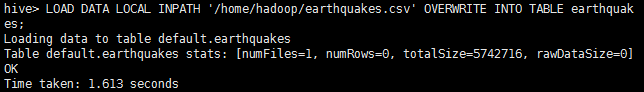 hive> LOAD DATA LOCAL INPATH '/home/hadoop/earthquakes.csv' OVERWRITE INTO TABLE earthquak
es;
Loading data to table default.earthquakes
Table default.earthquakes stats: [numFiles=1, numRows=0, totalSize=5742716, rawDataSize=0]
OK
Time taken: 1.613 seconds